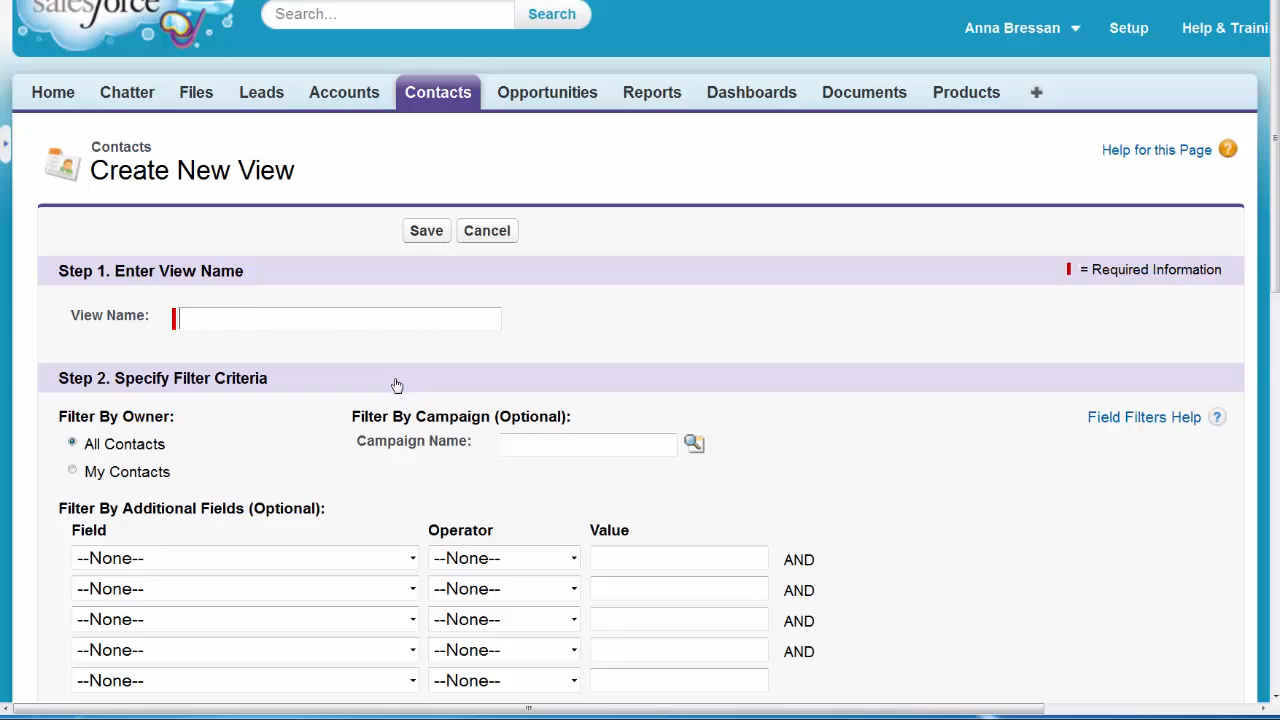 salesforce
Search...
Search
Anna Bressan
Setup
Help & Traini
Home
Chatter
Files
Leads
Accounts
Contacts
Opportunities
Reports
Dashboards
Documents
Products
Contacts
Create New View
Help for this Page
?
Save
Cancel
Step 1. Enter View Name
= Required Information
View Name:
Step 2. Specify Filter Criteria
Filter By Owner:
Filter By Campaign (Optional):
Field Filters Help
?
All Contacts
Campaign Name:
My Contacts
Filter By Additional Fields (Optional):
Field
Operator
Value
--None--
--None--
AND
--None--
--None--
AND
--None--
--None--
AND
--None--
--None--
AND
--None--
--None--